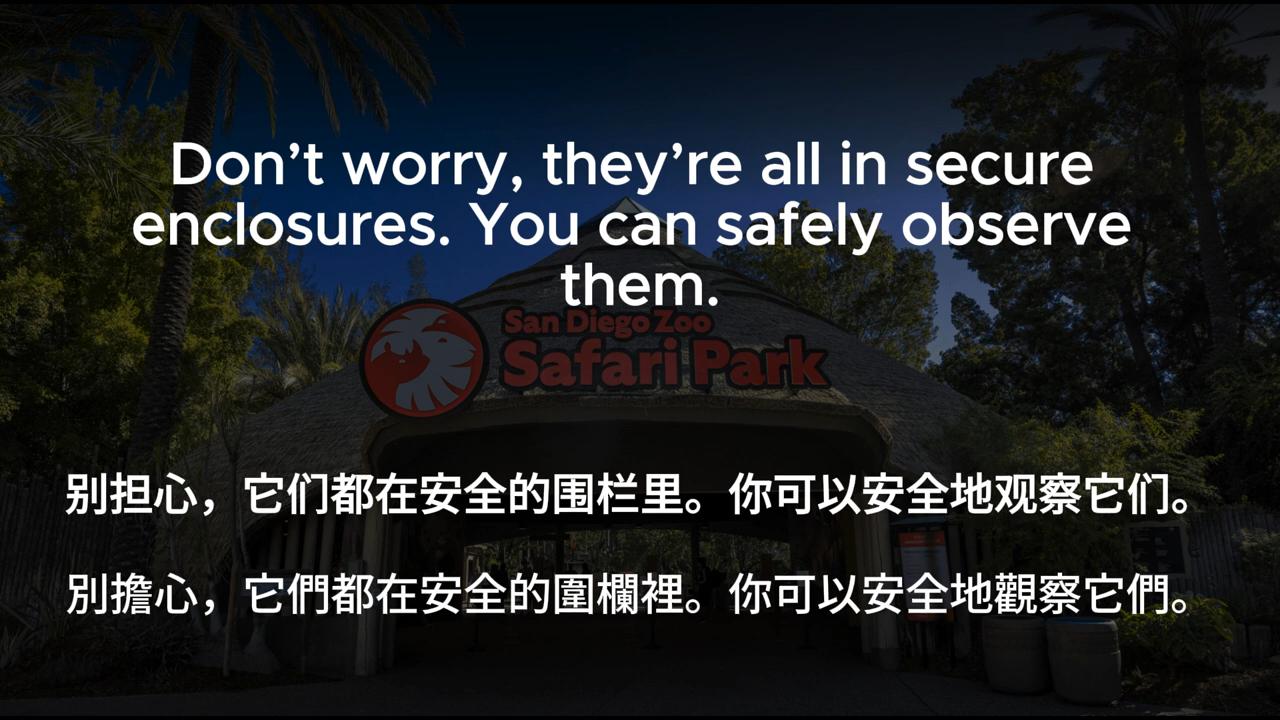 Don’t worry, they’re all in secure
enclosures. You can safely observe
them.
San Diego Zoo
Safari Park
别担心，它们都在安全的围栏里。你可以安全地观察它们。
別擔心，它們都在安全的圍欄裡。你可以安全地觀察它們。